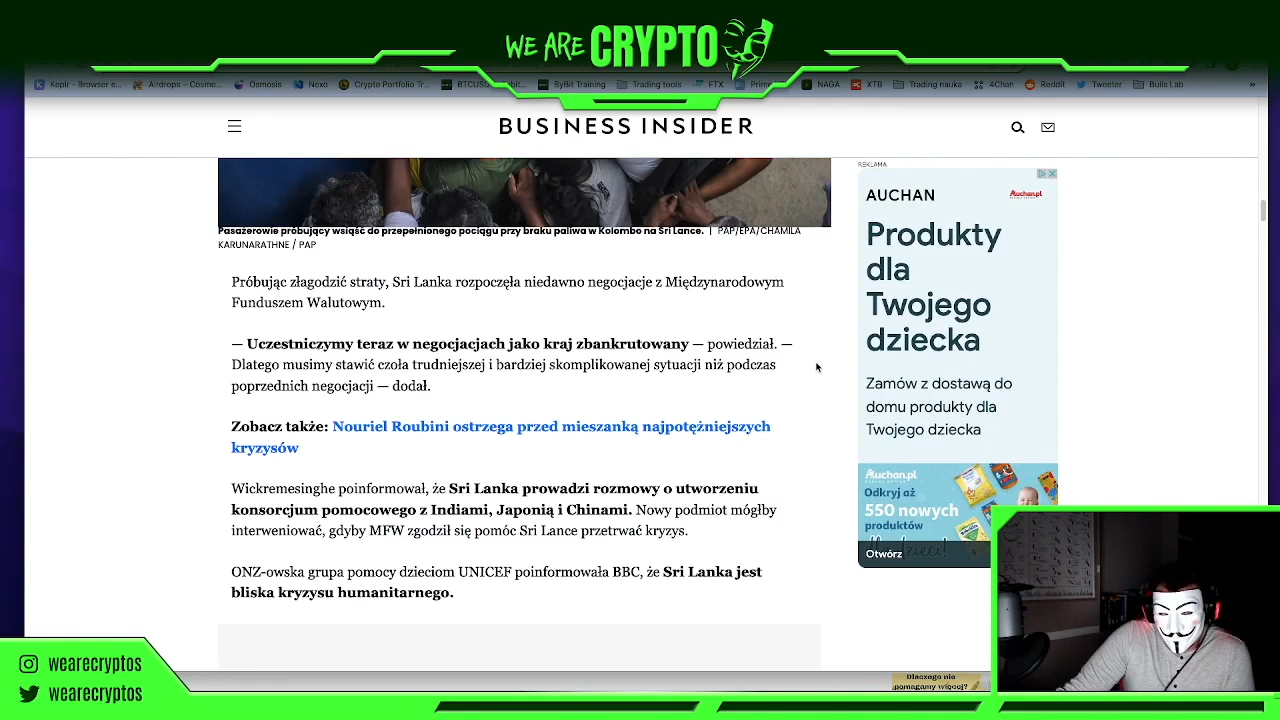 WE ARE CRYPTO
Keplr - Browser e...
Airdrops – Cosmo...
Osmosis
Nexo
Crypto Portfolio Tr...
ByBit Training
Trading tools
FTX
NAGA
XTB
Trading nauka
4Chan
Reddit
Tweeter
Bulls Lab
»
BUSINESS INSIDER
Pasażerowie próbujący wsiąść do przepełnionego pociągu przy braku paliwa w Kolombo na Sri Lance. | PAP/EPA/CHAMILA
KARUNARATHNE / PAP
Próbując złagodzić straty, Sri Lanka rozpoczęła niedawno negocjacje z Międzynarodowym
Funduszem Walutowym.
— Uczestniczymy teraz w negocjacjach jako kraj zbankrutowany — powiedział. —
Dlatego musimy stawić czoła trudniejszej i bardziej skomplikowanej sytuacji niż podczas
poprzednich negocjacji — dodał.
Zobacz także: Nouriel Roubini ostrzega przed mieszanką najpotężniejszych
kryzysów
Wickremesinghe poinformował, że Sri Lanka prowadzi rozmowy o utworzeniu
konsorcjum pomocowego z Indiami, Japonią i Chinami. Nowy podmiot mógłby
interweniować, gdyby MFW zgodził się pomóc Sri Lance przetrwać kryzys.
ONZ-owska grupa pomocy dzieciom UNICEF poinformowała BBC, że Sri Lanka jest
bliska kryzysu humanitarnego.
REKLAMA
AUCHAN
Auchan.pl
Produkty
dla
Twojego
dziecka
Zamów z dostawą do
domu produkty dla
Twojego dziecka
Auchan.pl
Odkryj aż
550 nowych
produktów
Otwórz
Dlaczego nie
pomagamy więcej?
wearecryptos
wearecryptos